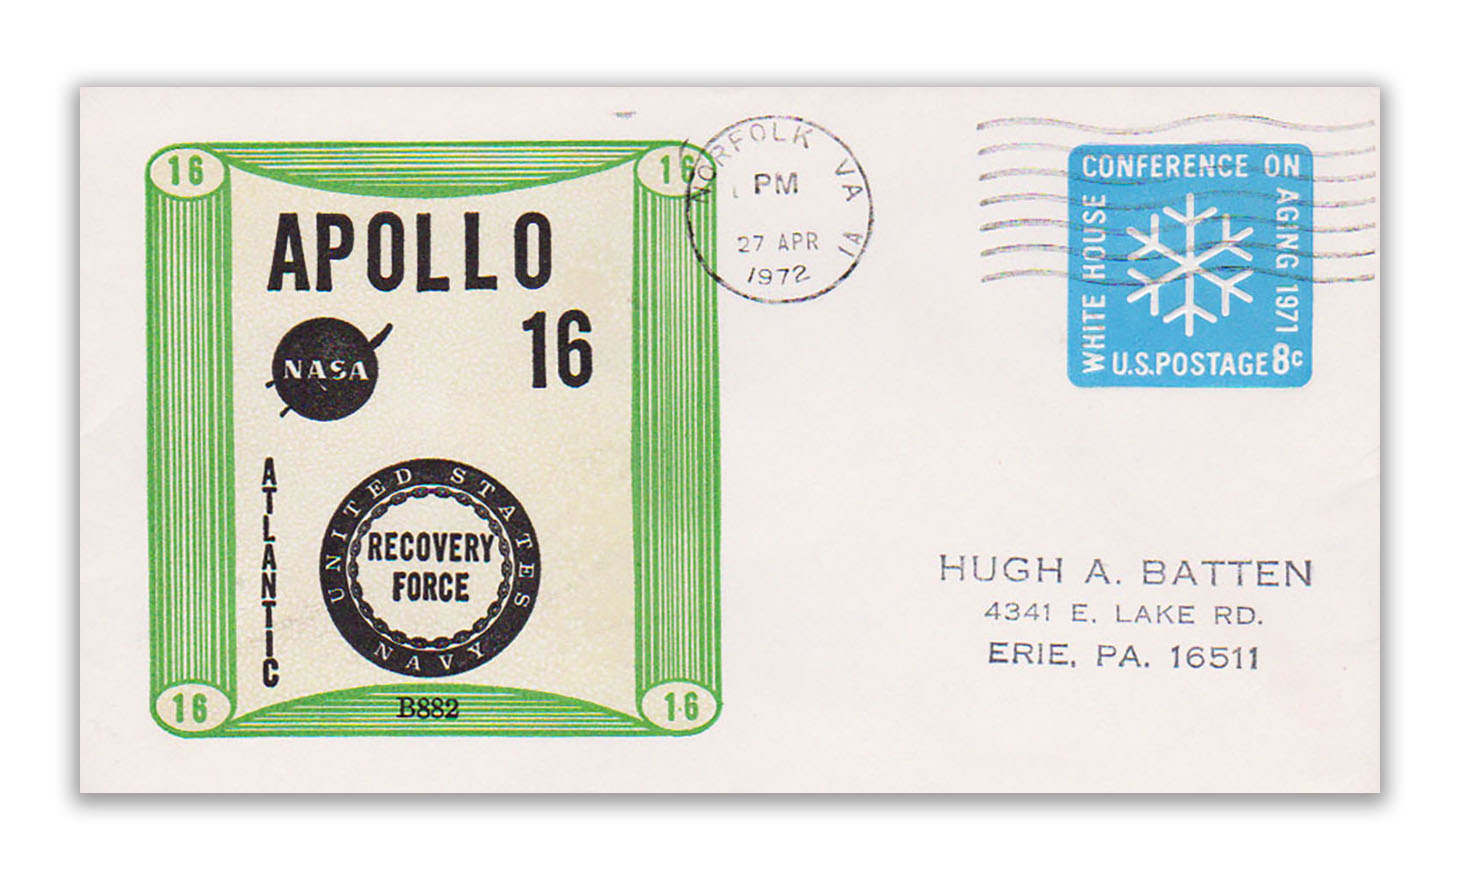 16
16
APOLLO
16
NASA
ATLANTIC
UNITED STATES NAVY
RECOVERY
FORCE
16
B882
16
NORFOLK VA
PM
27 APR
1972
1A
CONFERENCE ON
AGING 1971
WHITE HOUSE
U.S.POSTAGE 8c
HUGH A. BATTEN
4341 E. LAKE RD.
ERIE, PA. 16511